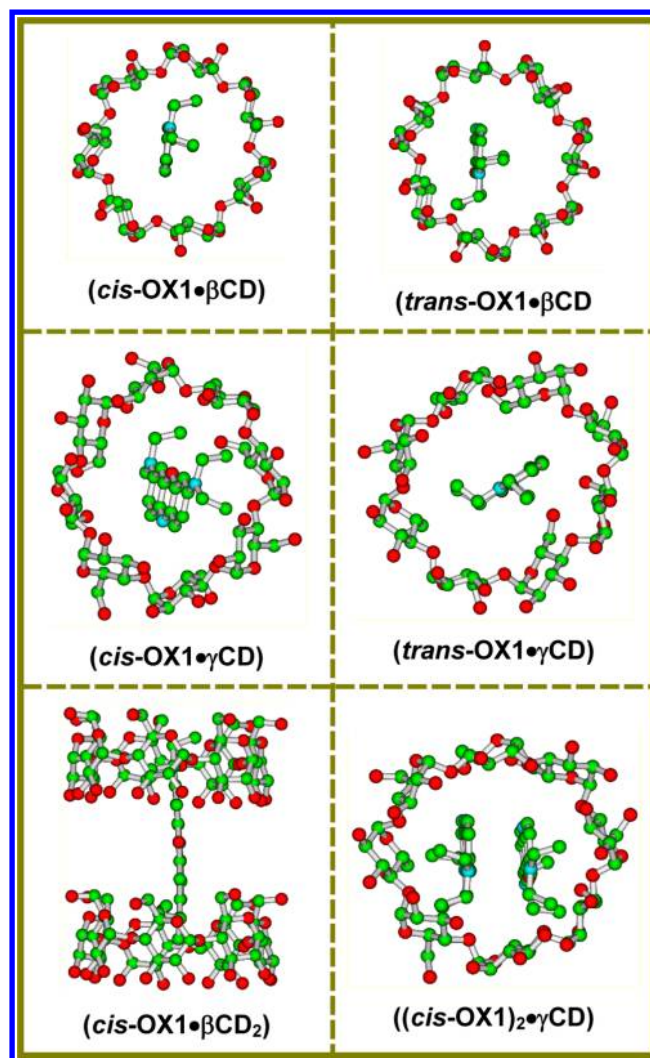 (cis-OX1•βCD)
(trans-OX1•βCD
(cis-OX1•γCD)
(trans-OX1•γCD)
(cis-OX1•βCD₂)
((cis-OX1)₂•γCD)